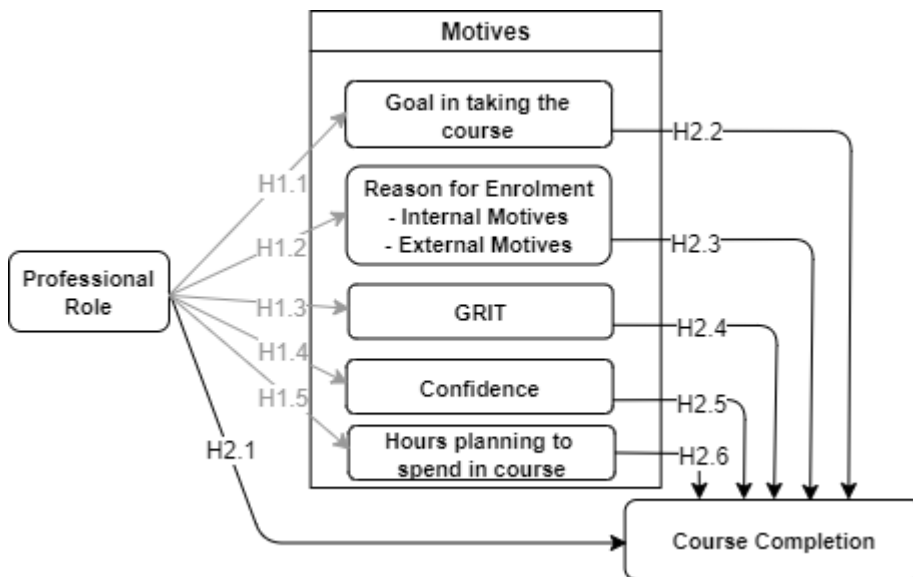 Motives
Goal in taking the
course
H2.2
H1.1
Reason for Enrolment
- Internal Motives
- External Motives
H2.3
H1.2
Professional
Role
H1.3
GRIT
H2.4
H1.4
Confidence
H2.5
H1.5
Hours planning to
spend in course
H2.6
H2.1
Course Completion